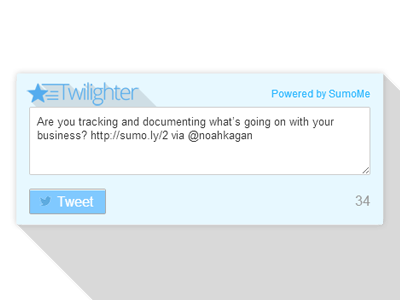 Twilighter
Powered by SumoMe
Are you tracking and documenting what's going on with your
business? http://sumo.ly/2 via @noahkagan
Tweet
34